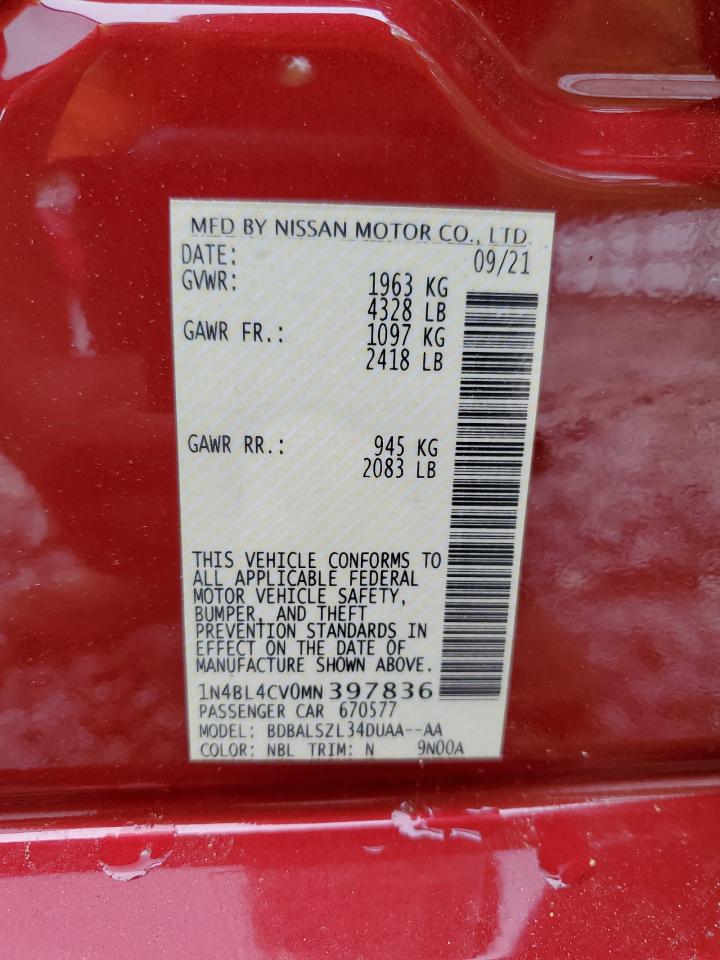 MFD BY NISSAN MOTOR CO., LTD.
DATE: 09/21
GVWR: 1963 KG
4328 LB
GAWR FR.: 1097 KG
2418 LB
GAWR RR.: 945 KG
2083 LB
THIS VEHICLE CONFORMS TO
ALL APPLICABLE FEDERAL
MOTOR VEHICLE SAFETY,
BUMPER, AND THEFT
PREVENTION STANDARDS IN
EFFECT ON THE DATE OF
MANUFACTURE SHOWN ABOVE.
1N4BL4CV0MN397836
PASSENGER CAR 670577
MODEL: BDBALSZL34DUAA--AA
COLOR: NBL TRIM: N 9N00A